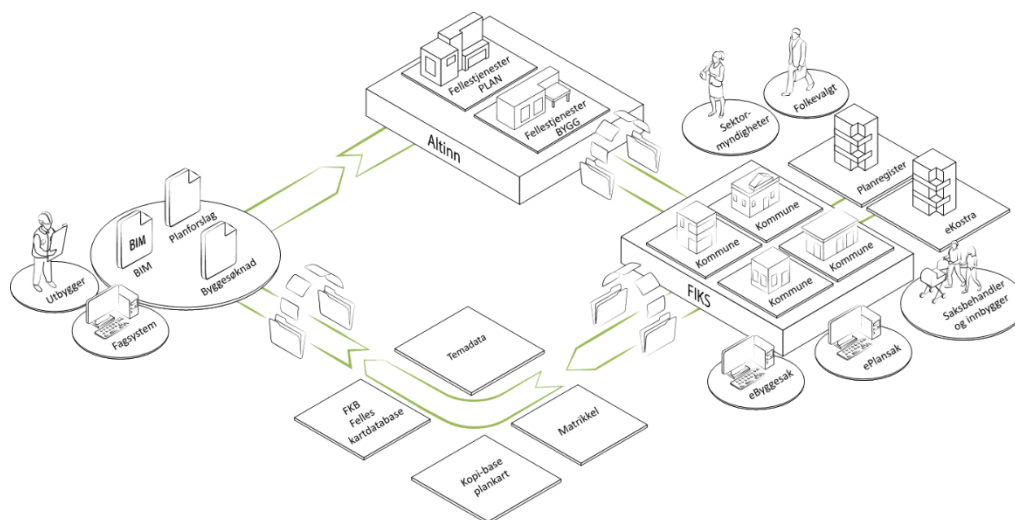 Fellestjenester
PLAN
Fellestjenester
BYGG
Altinn
Sektor-
myndigheter
Folkevalgt
Planregister
eKostra
Kommune
Kommune
Kommune
Kommune
FIKS
Saksbehandler
og innbygger
ePlansak
eByggesak
Utbygger
Fagsystem
BIM
BIM
Planforslag
Byggesøknad
Temadata
FKB
Felles
kartdatabase
Matrikkel
Kopi-base
plankart